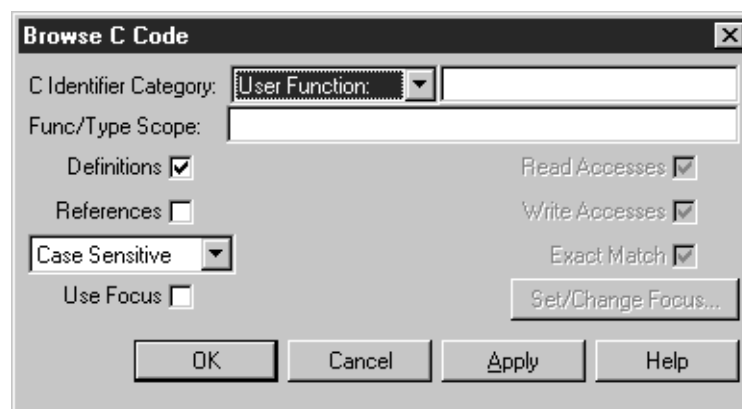 Browse C Code
C Identifier Category: User Function:
Func/Type Scope:
Definitions Read Accesses
References Write Accesses
Case Sensitive Exact Match
Use Focus Set/Change Focus...
OK Cancel Apply Help